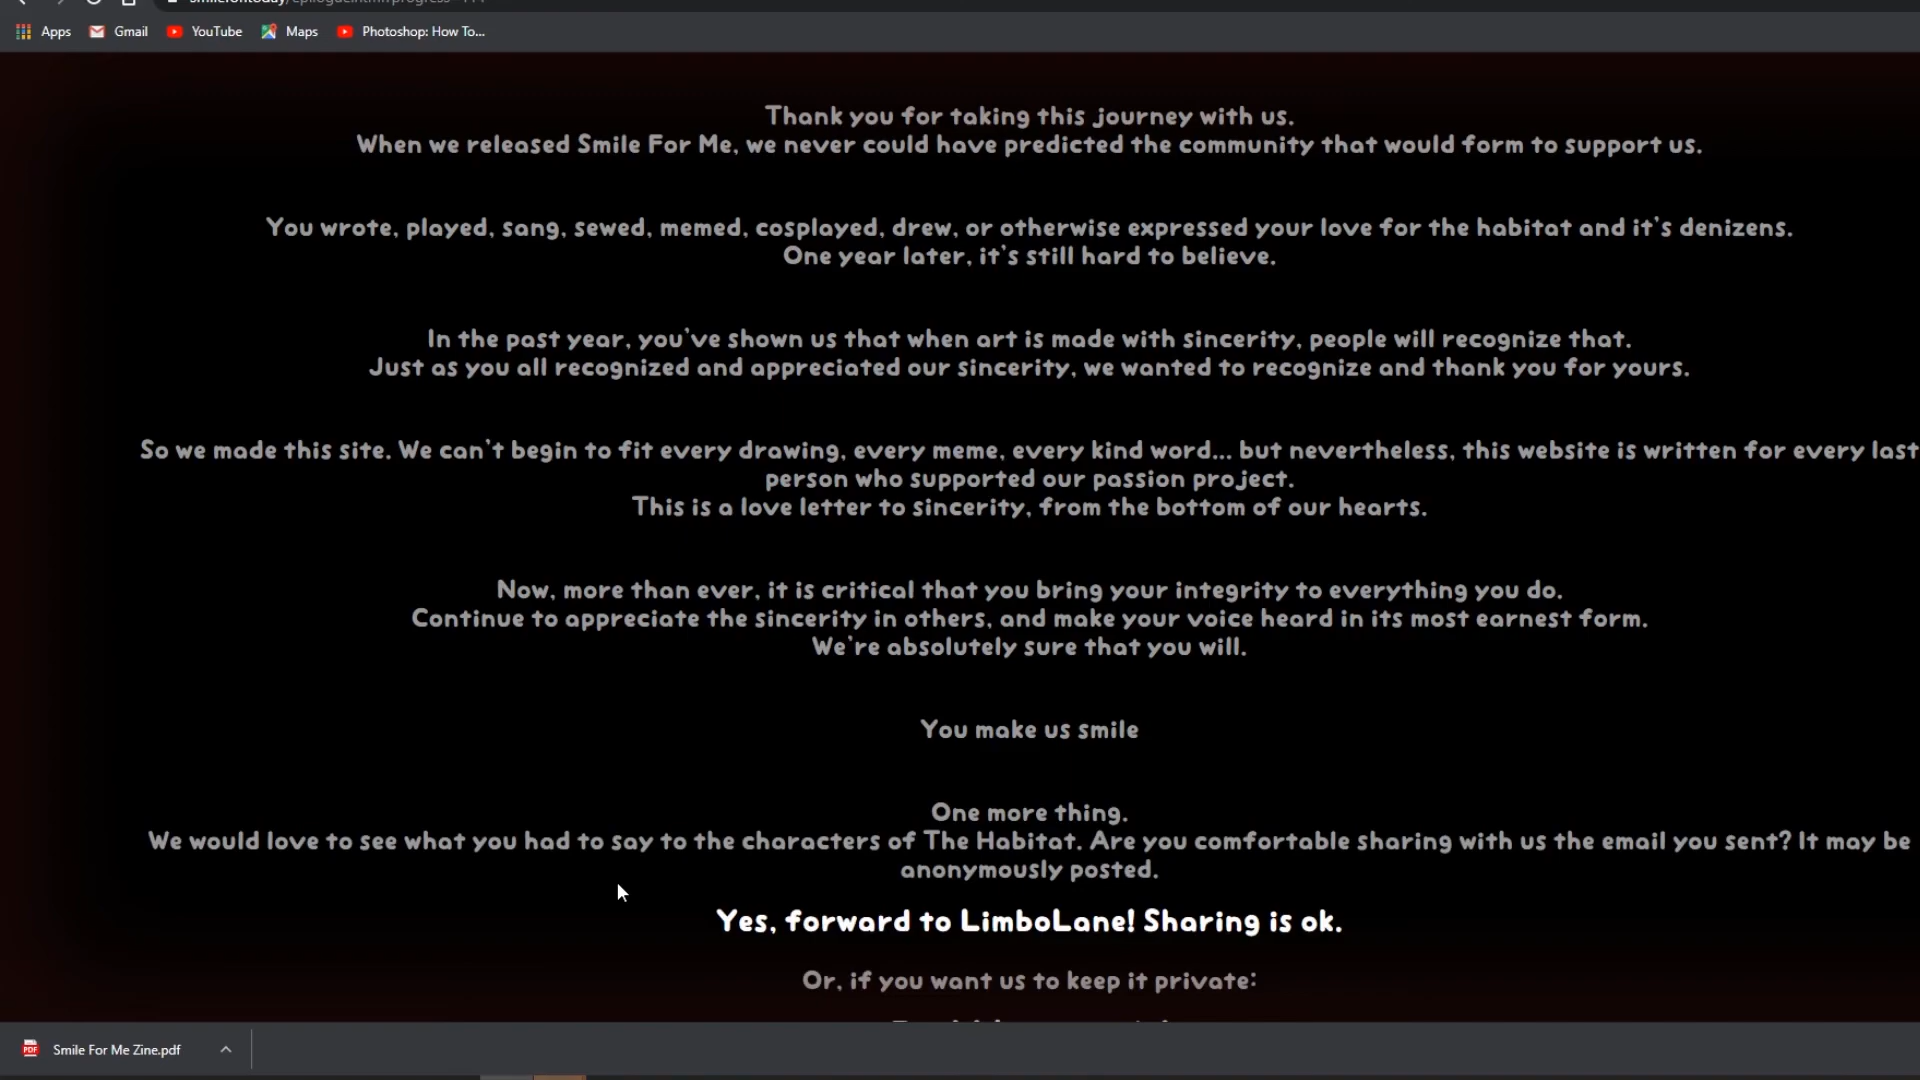 Apps Gmail YouTube Maps Photoshop: How To...
Thank you for taking this journey with us.
When we released Smile For Me, we never could have predicted the community that would form to support us.
You wrote, played, sang, sewed, memed, cosplayed, drew, or otherwise expressed your love for the habitat and it's denizens.
One year later, it's still hard to believe.
In the past year, you've shown us that when art is made with sincerity, people will recognize that.
Just as you all recognized and appreciated our sincerity, we wanted to recognize and thank you for yours.
So we made this site. We can't begin to fit every drawing, every meme, every kind word... but nevertheless, this website is written for every last
person who supported our passion project.
This is a love letter to sincerity, from the bottom of our hearts.
Now, more than ever, it is critical that you bring your integrity to everything you do.
Continue to appreciate the sincerity in others, and make your voice heard in its most earnest form.
We're absolutely sure that you will.
You make us smile
One more thing.
We would love to see what you had to say to the characters of The Habitat. Are you comfortable sharing with us the email you sent? It may be
anonymously posted.
Yes, forward to LimboLane! Sharing is ok.
Or, if you want us to keep it private:
PDF Smile For Me Zine.pdf